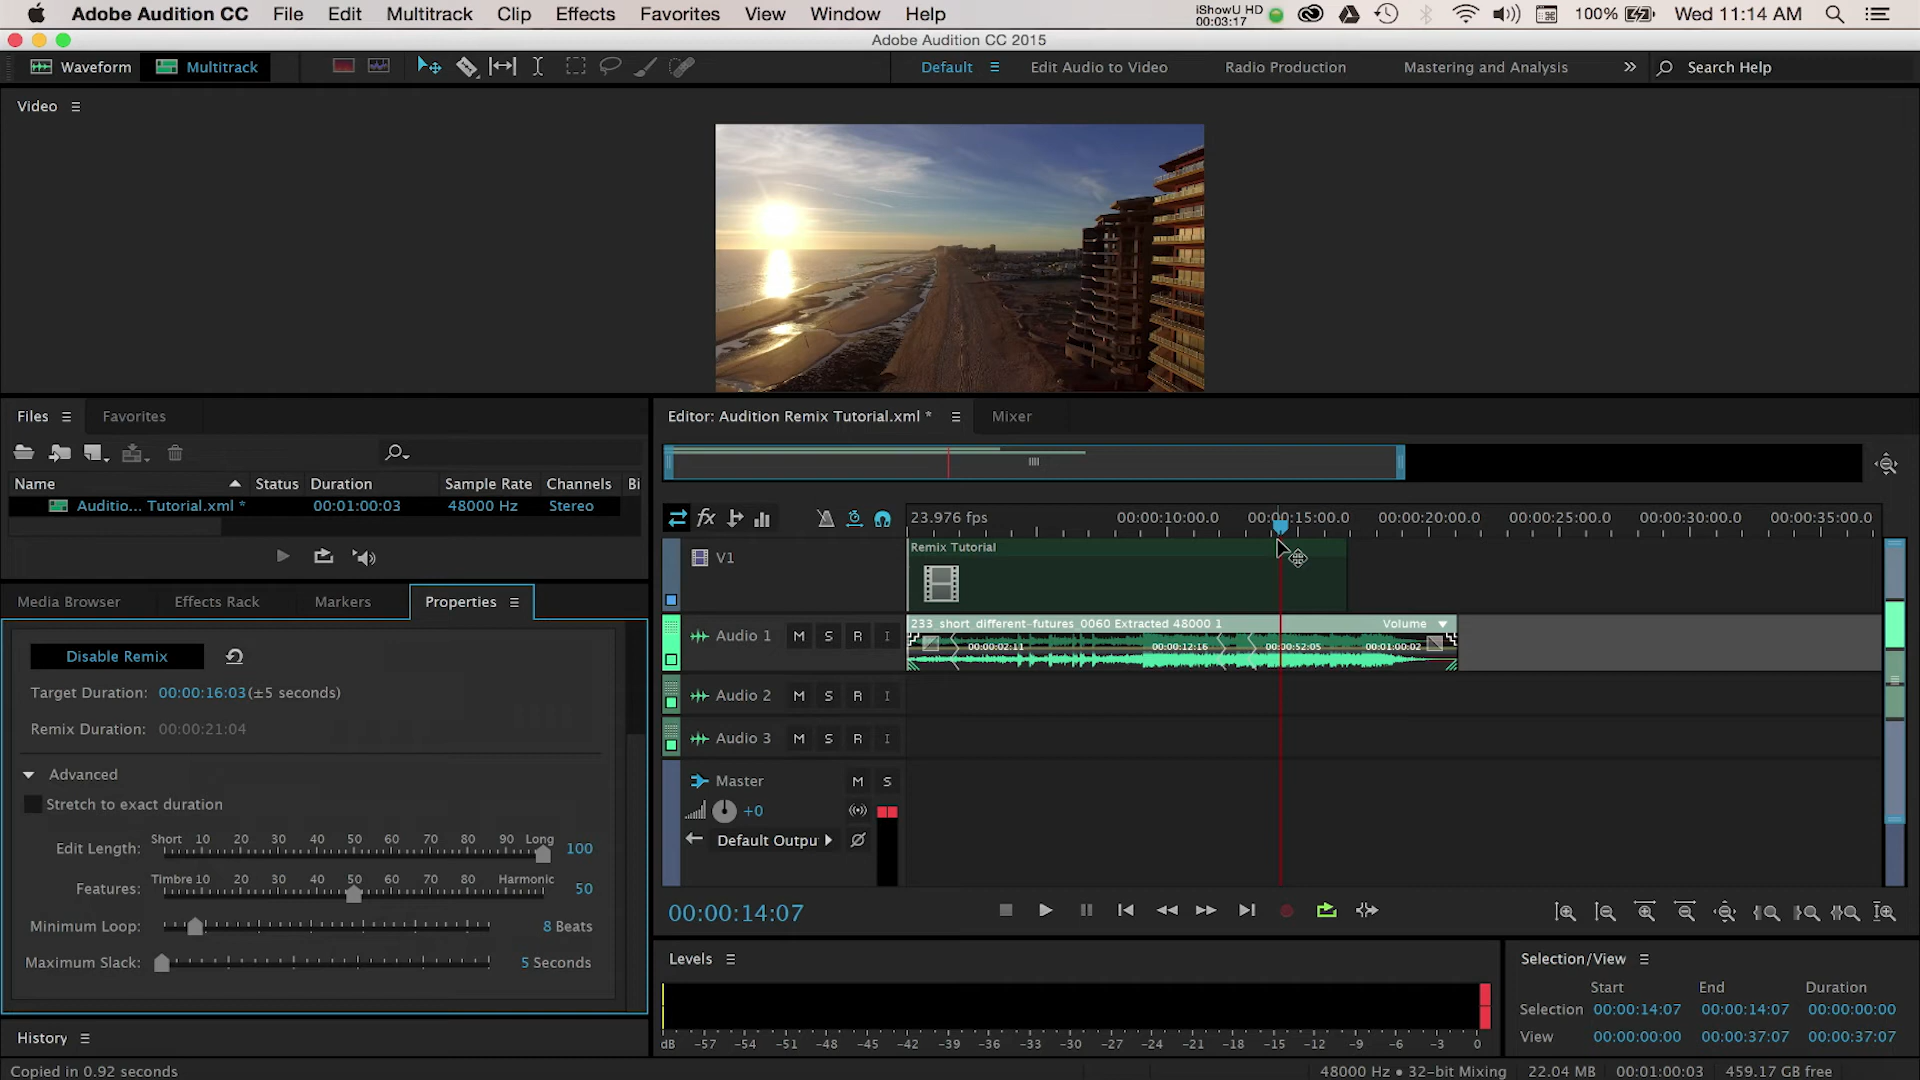 Adobe Audition CC File Edit Multitrack Clip Effects Favorites View Window Help iShowU HD 00:03:17 100% Wed 11:14 AM
Adobe Audition CC 2015
Waveform Multitrack Default Edit Audio to Video Radio Production Mastering and Analysis Search Help
Video
Files Favorites
Name Status Duration Sample Rate Channels Bi
Auditio... Tutorial.xml * 00:01:00:03 48000 Hz Stereo
Media Browser Effects Rack Markers Properties
Disable Remix
Target Duration: 00:00:16:03 (±5 seconds)
Remix Duration: 00:00:21:04
Advanced
Stretch to exact duration
Short 10 20 30 40 50 60 70 80 90 Long
Edit Length: 100
Timbre 10 20 30 40 50 60 70 80 Harmonic
Features: 50
Minimum Loop: 8 Beats
Maximum Slack: 5 Seconds
History
Copied in 0.92 seconds
Editor: Audition Remix Tutorial.xml * Mixer
fx 23.976 fps 00:00:10:00.0 00:00:15:00.0 00:00:20:00.0 00:00:25:00.0 00:00:30:00.0 00:00:35:00.0
V1 Remix Tutorial
233_short_different-futures_0060 Extracted 48000 1 Volume
Audio 1 M S R I 00:00:02:11 00:00:12:16 00:00:52:05 00:01:00:02
Audio 2 M S R I
Audio 3 M S R I
Master M S
+0
Default Outpu
00:00:14:07
Levels
dB -57 -54 -51 -48 -45 -42 -39 -36 -33 -30 -27 -24 -21 -18 -15 -12 -9 -6 -3 0
Selection/View
Start End Duration
Selection 00:00:14:07 00:00:14:07 00:00:00:00
View 00:00:00:00 00:00:37:07 00:00:37:07
48000 Hz • 32-bit Mixing 22.04 MB 00:01:00:03 459.17 GB free